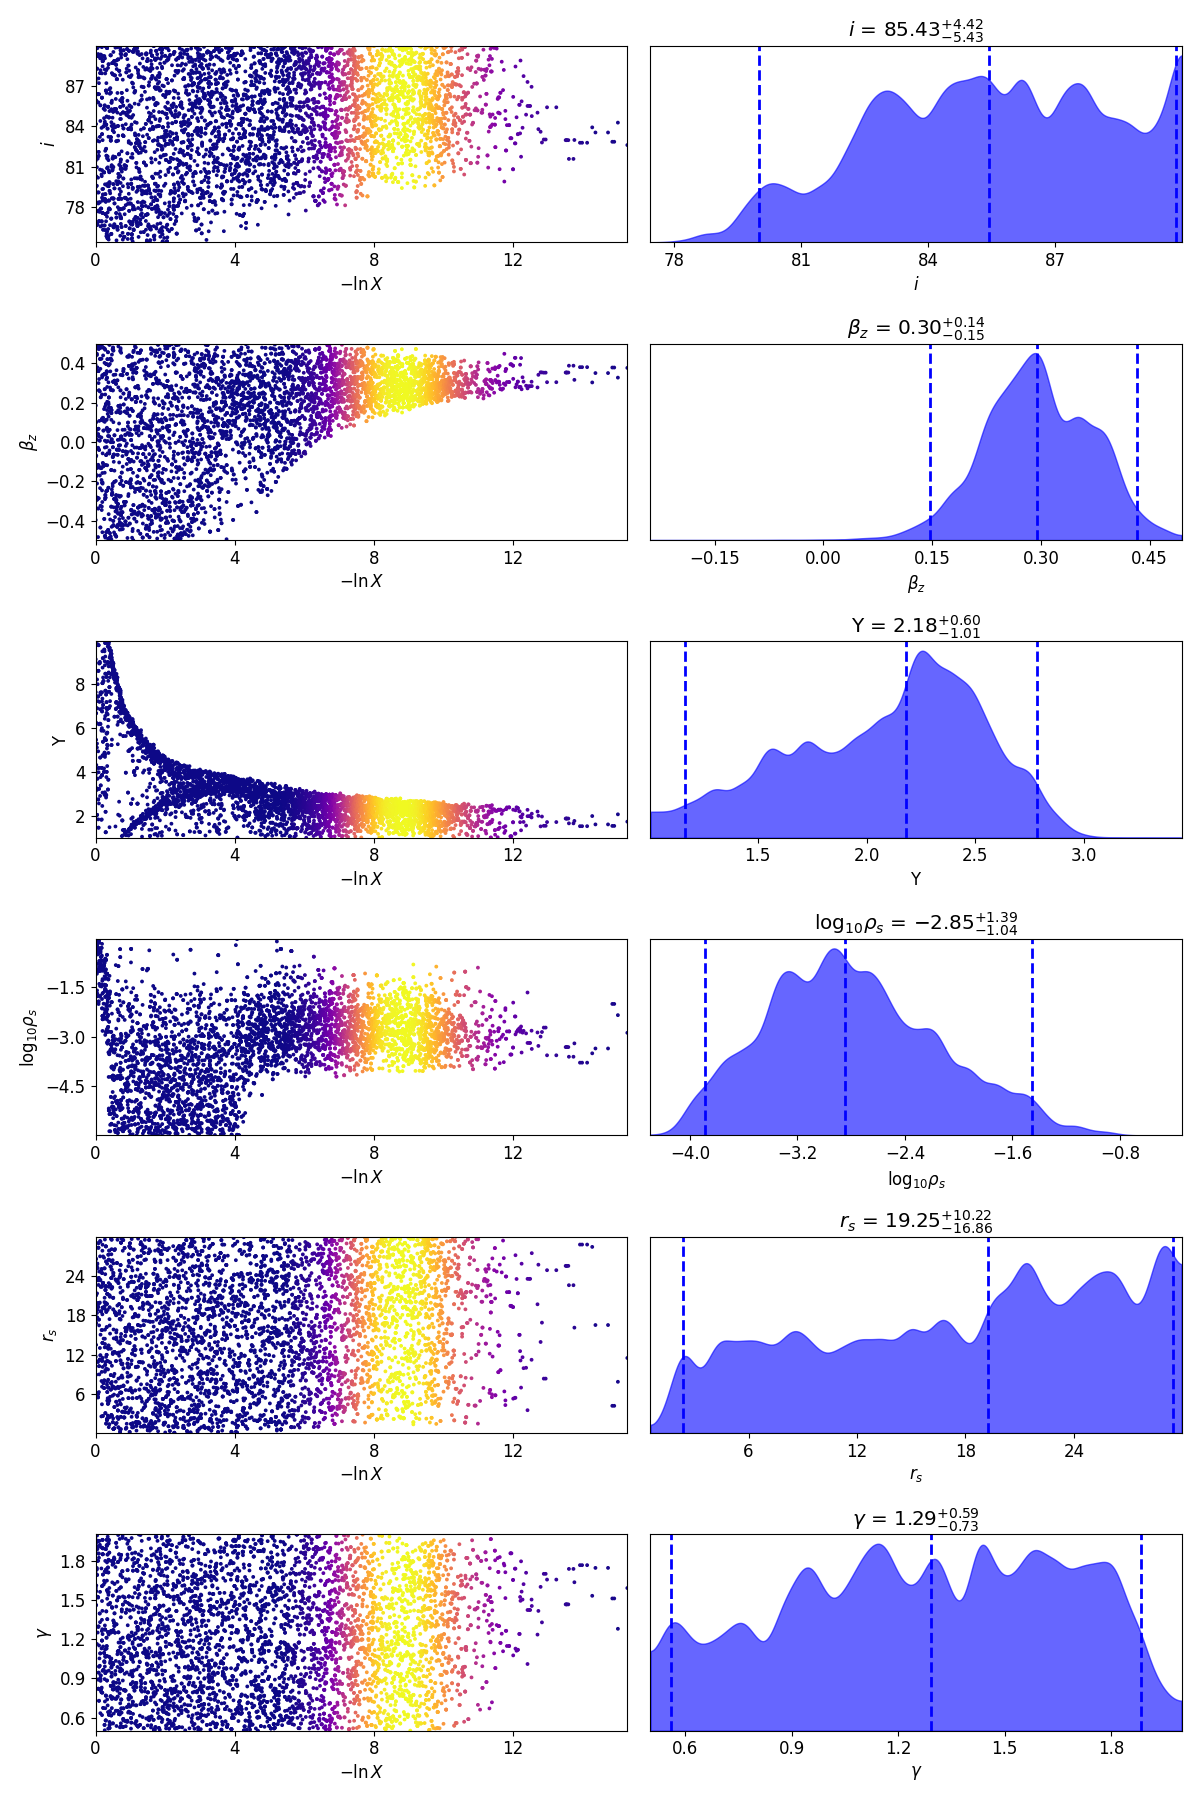 i = 85.43+4.42−5.43
87
84
81
78
i
0 4 8 12
−ln X
78 81 84 87
i
βz = 0.30+0.14−0.15
0.4
0.2
0.0
−0.2
−0.4
βz
0 4 8 12
−ln X
−0.15 0.00 0.15 0.30 0.45
βz
Y = 2.18+0.60−1.01
8
6
4
2
Y
0 4 8 12
−ln X
1.5 2.0 2.5 3.0
Y
log10ρs = −2.85+1.39−1.04
−1.5
−3.0
−4.5
log10ρs
0 4 8 12
−ln X
−4.0 −3.2 −2.4 −1.6 −0.8
log10ρs
rs = 19.25+10.22−16.86
24
18
12
6
rs
0 4 8 12
−ln X
6 12 18 24
rs
γ = 1.29+0.59−0.73
1.8
1.5
1.2
0.9
0.6
γ
0 4 8 12
−ln X
0.6 0.9 1.2 1.5 1.8
γ